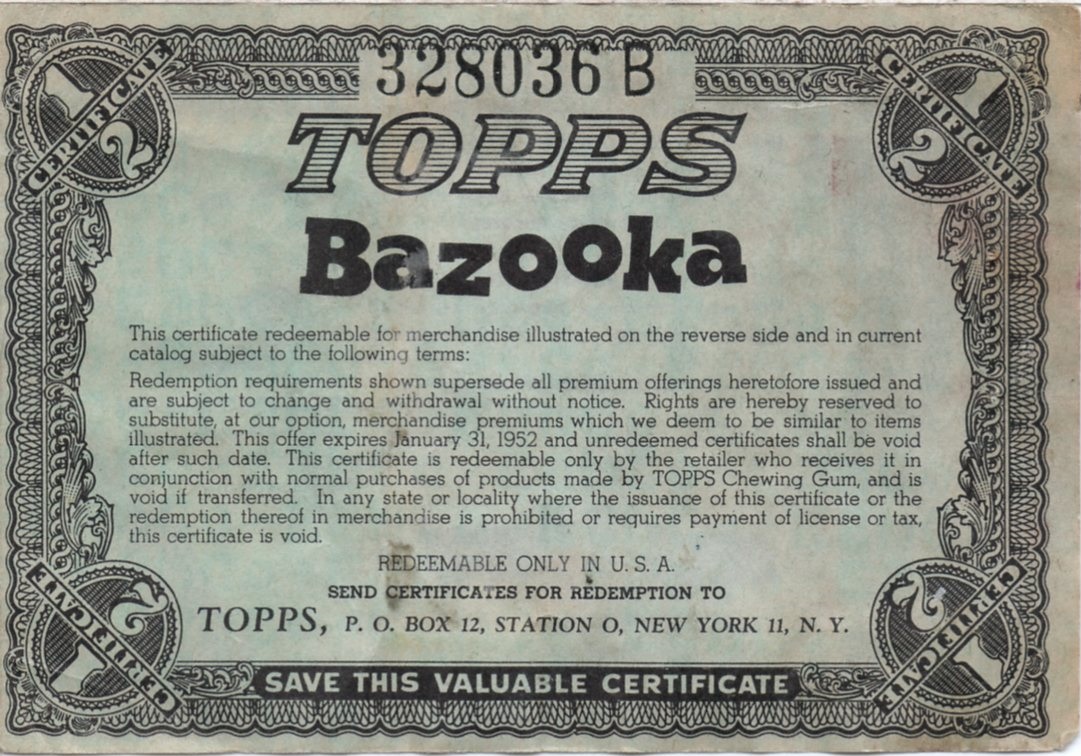 328036 B
1 CERTIFICATE 2
1 CERTIFICATE 2
TOPPS
Bazooka
This certificate redeemable for merchandise illustrated on the reverse side and in current
catalog subject to the following terms:
Redemption requirements shown supersede all premium offerings heretofore issued and
are subject to change and withdrawal without notice. Rights are hereby reserved to
substitute, at our option, merchandise premiums which we deem to be similar to items
illustrated. This offer expires January 31, 1952 and unredeemed certificates shall be void
after such date. This certificate is redeemable only by the retailer who receives it in
conjunction with normal purchases of products made by TOPPS Chewing Gum, and is
void if transferred. In any state or locality where the issuance of this certificate or the
redemption thereof in merchandise is prohibited or requires payment of license or tax,
this certificate is void.
REDEEMABLE ONLY IN U. S. A.
SEND CERTIFICATES FOR REDEMPTION TO
TOPPS, P. O. BOX 12, STATION O, NEW YORK 11, N. Y.
1 CERTIFICATE 2
1 CERTIFICATE 2
SAVE THIS VALUABLE CERTIFICATE